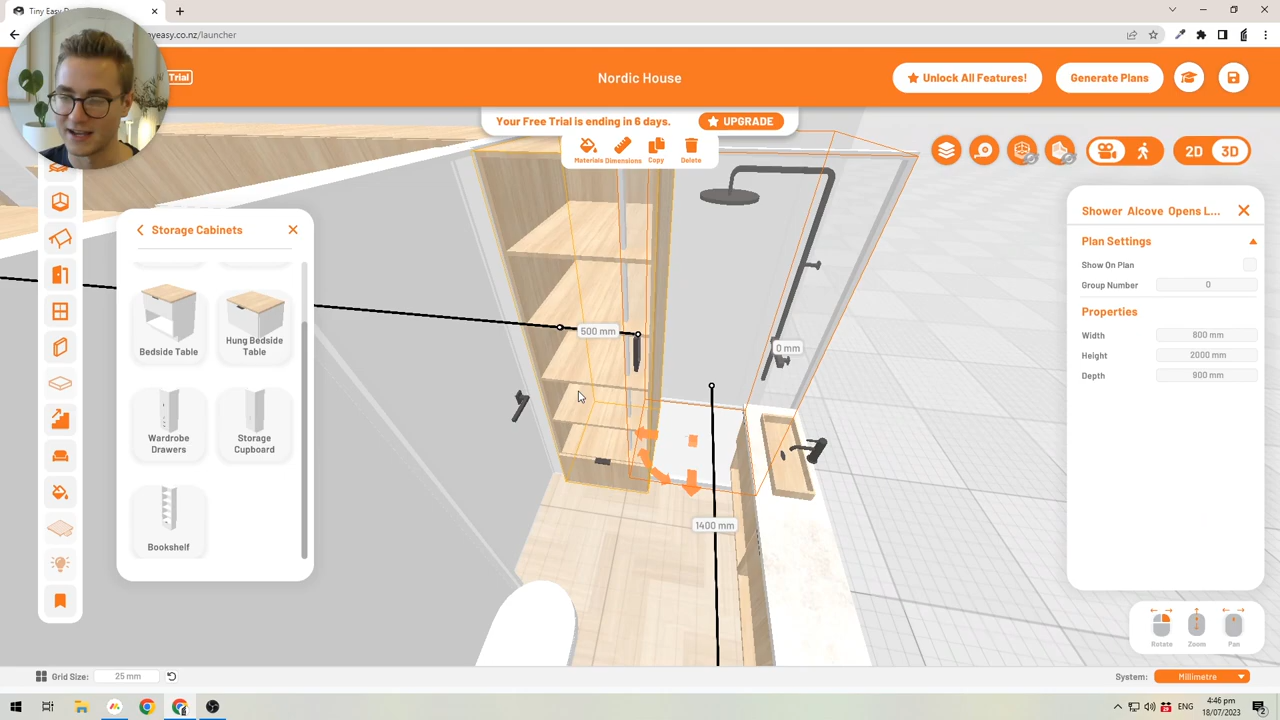 Tiny Easy
yeasy.co.nz/launcher
Trial
Nordic House
Unlock All Features!
Generate Plans
Your Free Trial is ending in 6 days.
UPGRADE
Materials
Dimensions
Copy
Delete
2D
3D
Storage Cabinets
Bedside Table
Hung Bedside
Table
Wardrobe
Drawers
Storage
Cupboard
Bookshelf
500 mm
0 mm
1400 mm
Shower Alcove Opens L...
Plan Settings
Show On Plan
Group Number
0
Properties
Width
800 mm
Height
2000 mm
Depth
900 mm
Rotate
Zoom
Pan
Grid Size:
25 mm
System:
Millimetre
ENG
4:46 pm
18/07/2023
2